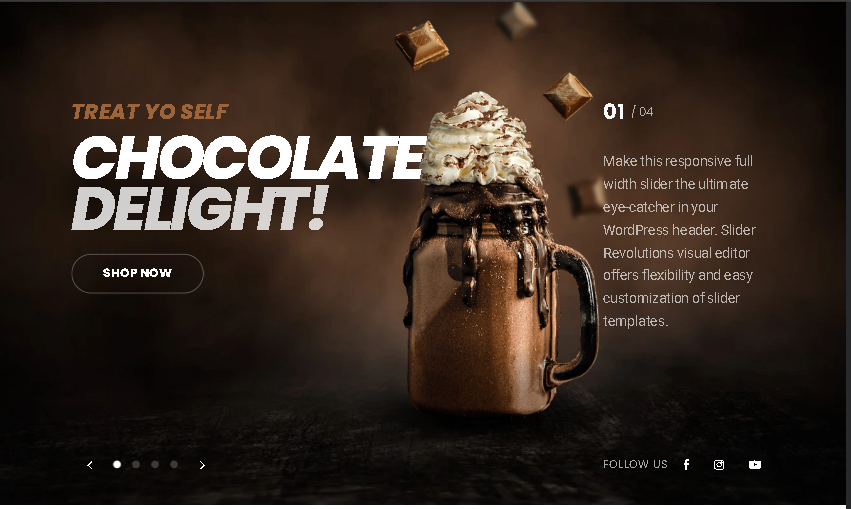 TREAT YO SELF
CHOCOLATE
DELIGHT!
SHOP NOW
01 / 04
Make this responsive full
width slider the ultimate
eye-catcher in your
WordPress header. Slider
Revolutions visual editor
offers flexibility and easy
customization of slider
templates.
FOLLOW US